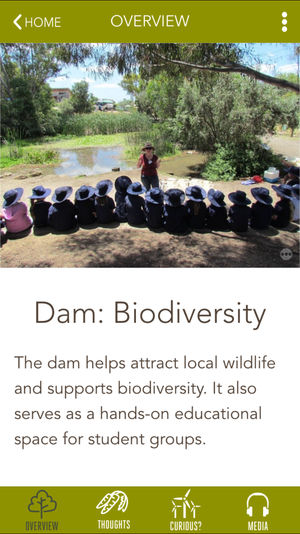 HOME
OVERVIEW
Dam: Biodiversity
The dam helps attract local wildlife
and supports biodiversity. It also
serves as a hands-on educational
space for student groups.
OVERVIEW
THOUGHTS
CURIOUS?
MEDIA